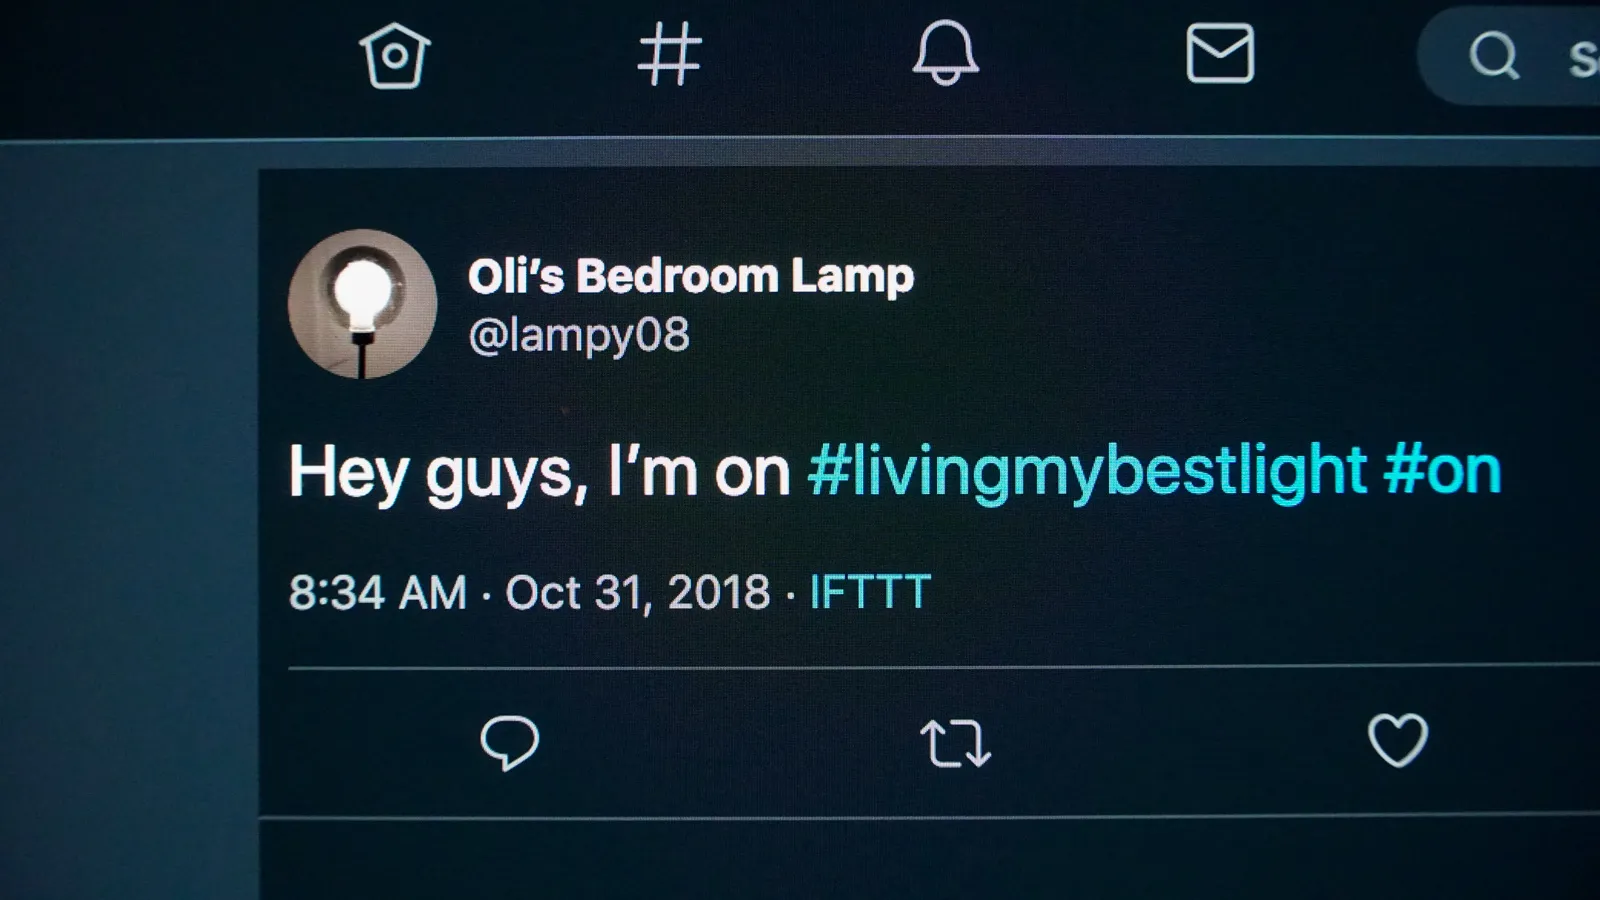 Oli’s Bedroom Lamp
@lampy08
Hey guys, I’m on #livingmybestlight #on
8:34 AM · Oct 31, 2018 · IFTTT